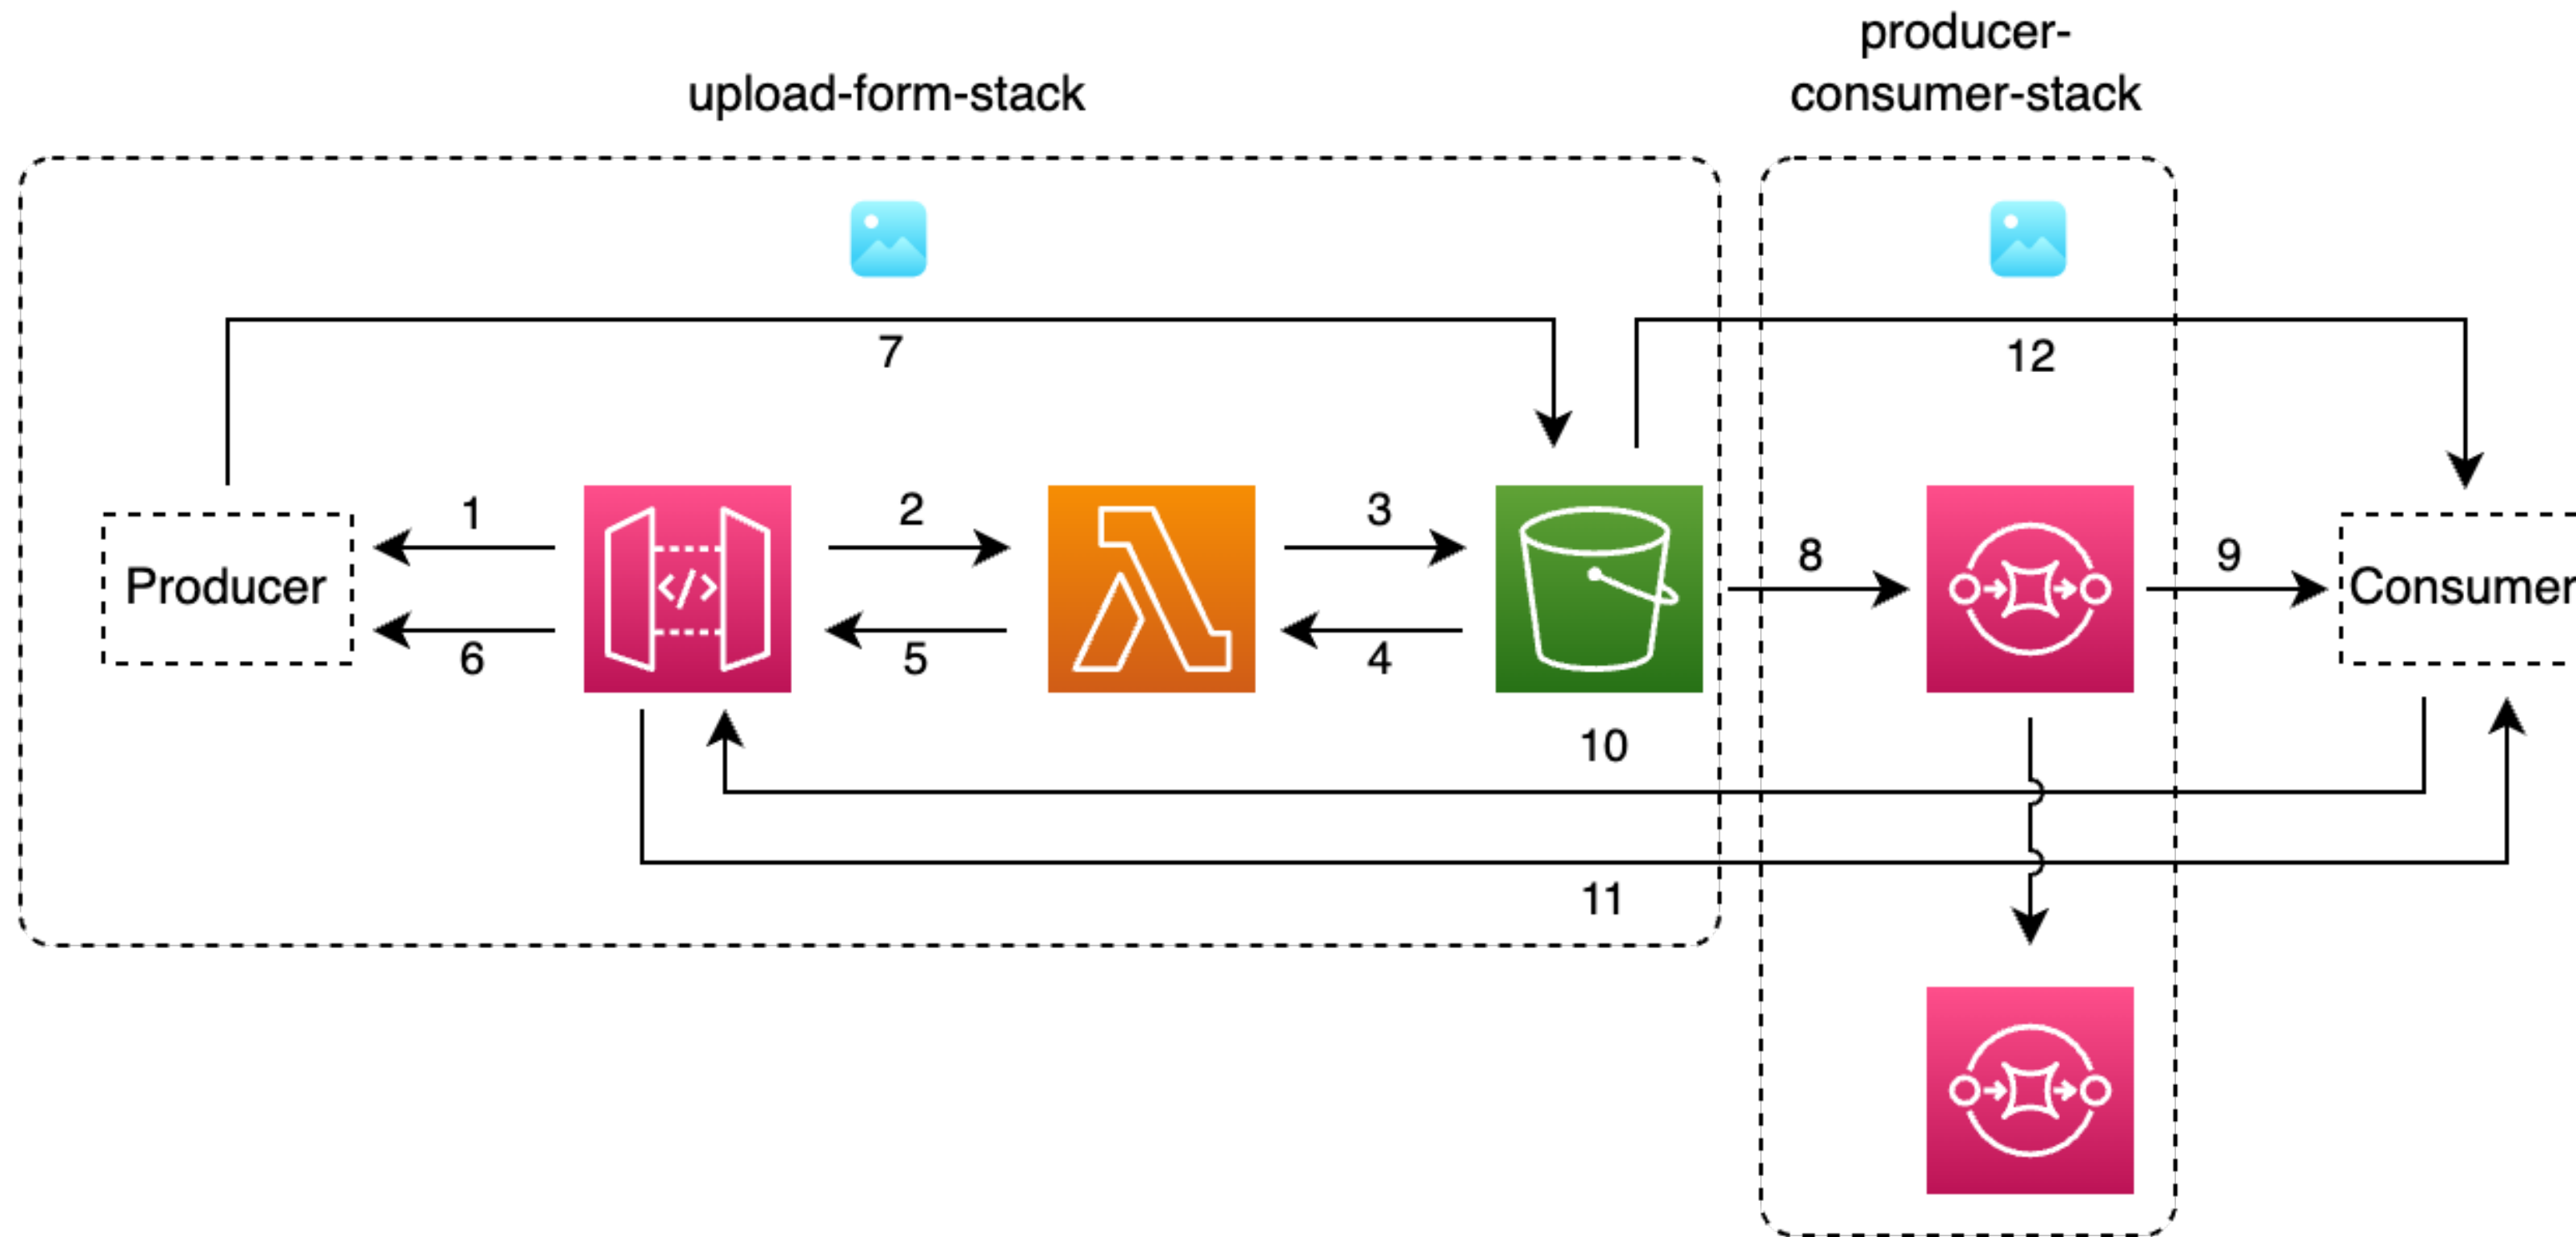 producer-
consumer-stack
upload-form-stack
7
12
1
2
3
8
9
Producer
</>
Consumer
6
5
4
10
11